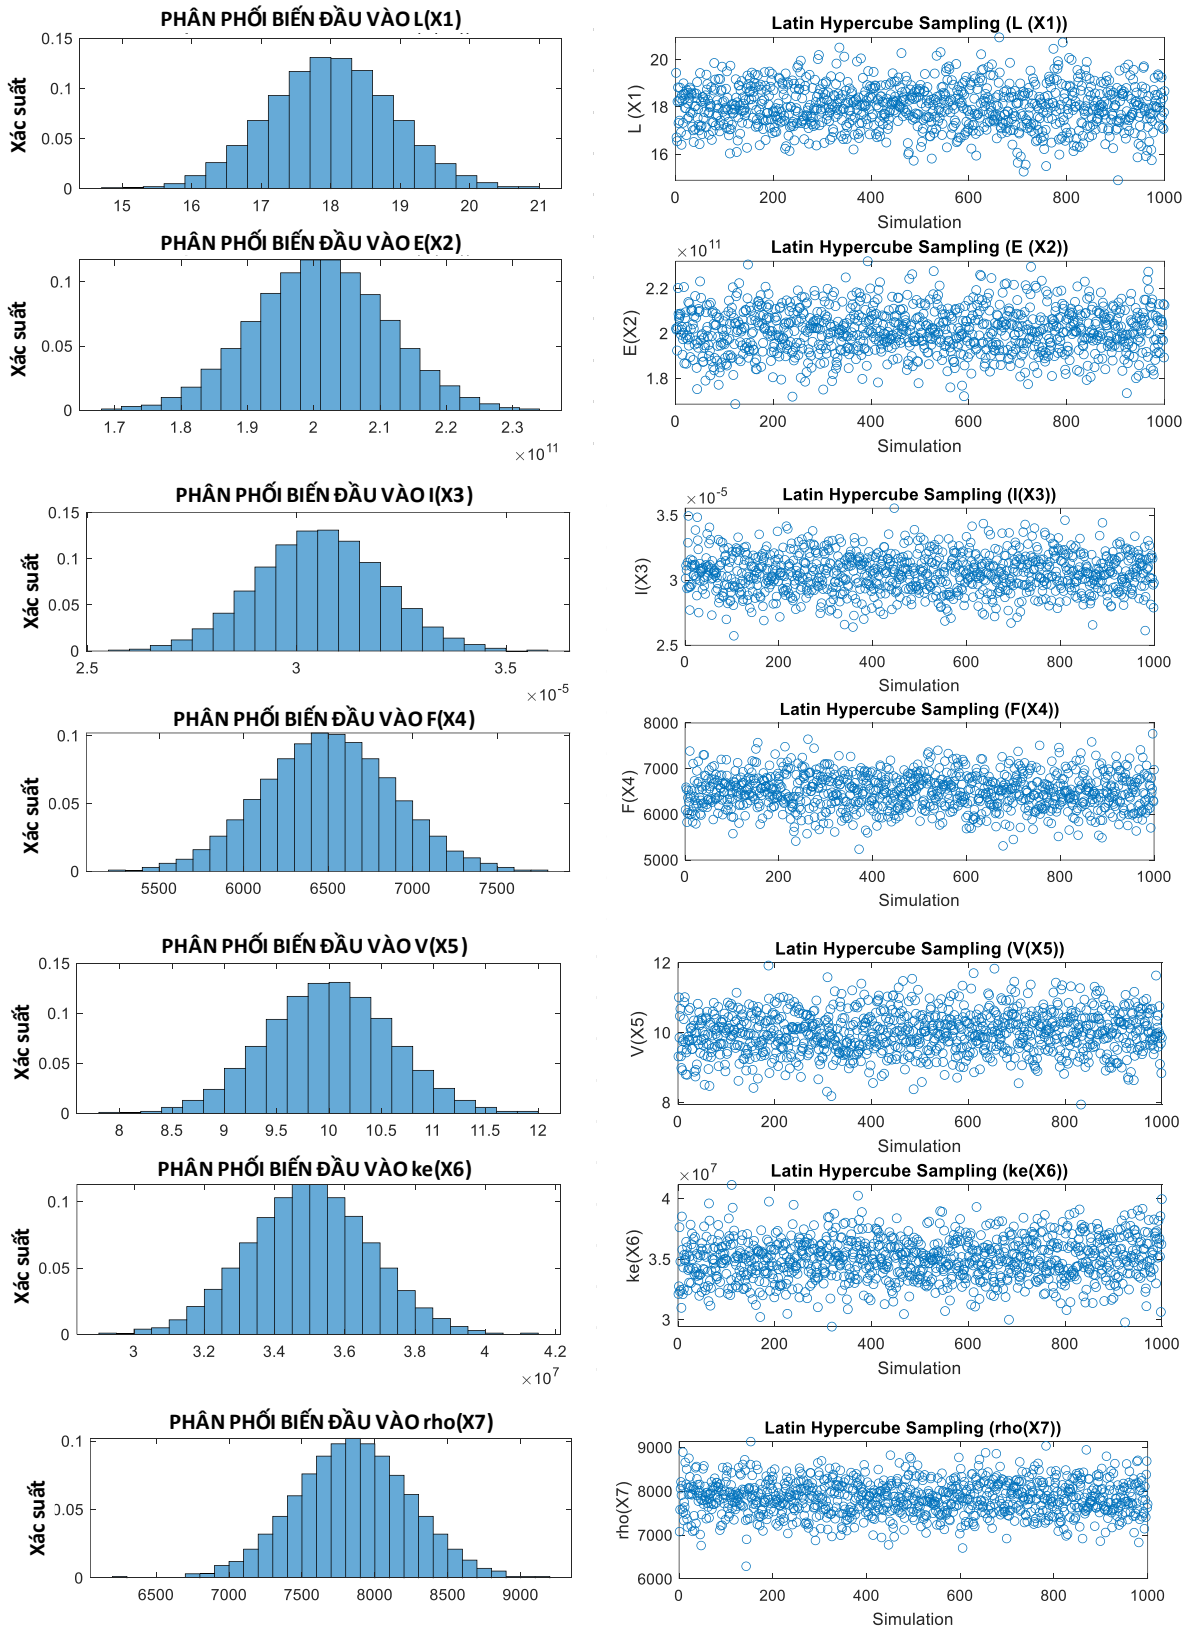 PHÂN PHỐI BIẾN ĐẦU VÀO L(X1)
0.15
0.1
0.05
0
Xác suất
15 16 17 18 19 20 21
Latin Hypercube Sampling (L (X1))
20
18
16
L (X1)
0 200 400 600 800 1000
Simulation
PHÂN PHỐI BIẾN ĐẦU VÀO E(X2)
0.1
0.05
0
Xác suất
1.7 1.8 1.9 2 2.1 2.2 2.3
×10^11
Latin Hypercube Sampling (E (X2))
×10^11
2.2
2
1.8
E(X2)
0 200 400 600 800 1000
Simulation
PHÂN PHỐI BIẾN ĐẦU VÀO I(X3)
0.15
0.1
0.05
0
Xác suất
2.5 3 3.5
×10^-5
Latin Hypercube Sampling (I(X3))
×10^-5
3.5
3
2.5
I(X3)
0 200 400 600 800 1000
Simulation
PHÂN PHỐI BIẾN ĐẦU VÀO F(X4)
0.1
0.05
0
Xác suất
5500 6000 6500 7000 7500
Latin Hypercube Sampling (F(X4))
8000
7000
6000
5000
F(X4)
0 200 400 600 800 1000
Simulation
PHÂN PHỐI BIẾN ĐẦU VÀO V(X5)
0.15
0.1
0.05
0
Xác suất
8 8.5 9 9.5 10 10.5 11 11.5 12
Latin Hypercube Sampling (V(X5))
12
10
8
V(X5)
0 200 400 600 800 1000
Simulation
PHÂN PHỐI BIẾN ĐẦU VÀO ke(X6)
0.1
0.05
0
Xác suất
3 3.2 3.4 3.6 3.8 4 4.2
×10^7
Latin Hypercube Sampling (ke(X6))
×10^7
4
3.5
3
ke(X6)
0 200 400 600 800 1000
Simulation
PHÂN PHỐI BIẾN ĐẦU VÀO rho(X7)
0.1
0.05
0
Xác suất
6500 7000 7500 8000 8500 9000
Latin Hypercube Sampling (rho(X7))
9000
8000
7000
6000
rho(X7)
0 200 400 600 800 1000
Simulation